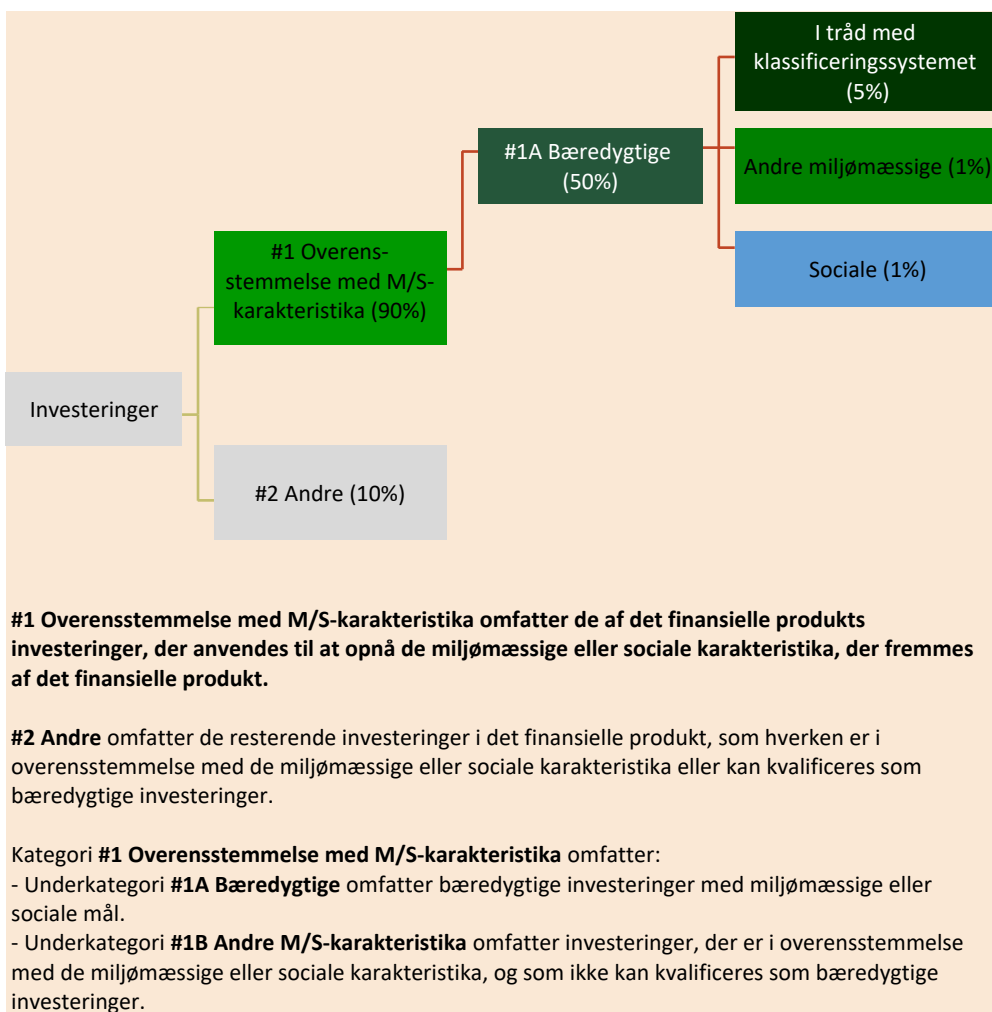 I tråd med
klassificeringssystemet
(5%)
#1A Bæredygtige
(50%)
Andre miljømæssige (1%)
Sociale (1%)
#1 Overens-
stemmelse med M/S-
karakteristika (90%)
Investeringer
#2 Andre (10%)
#1 Overensstemmelse med M/S-karakteristika omfatter de af det finansielle produkts
investeringer, der anvendes til at opnå de miljømæssige eller sociale karakteristika, der fremmes
af det finansielle produkt.
#2 Andre omfatter de resterende investeringer i det finansielle produkt, som hverken er i
overensstemmelse med de miljømæssige eller sociale karakteristika eller kan kvalificeres som
bæredygtige investeringer.
Kategori #1 Overensstemmelse med M/S-karakteristika omfatter:
- Underkategori #1A Bæredygtige omfatter bæredygtige investeringer med miljømæssige eller
sociale mål.
- Underkategori #1B Andre M/S-karakteristika omfatter investeringer, der er i overensstemmelse
med de miljømæssige eller sociale karakteristika, og som ikke kan kvalificeres som bæredygtige
investeringer.